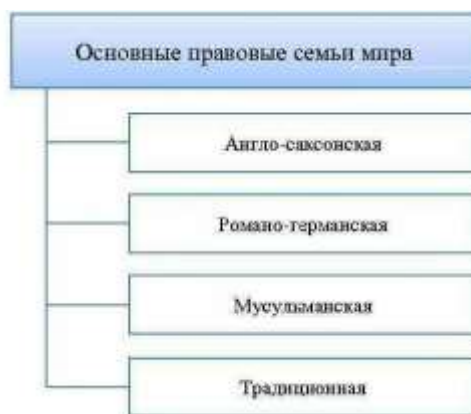 Основные правовые семьи мира
Англо-саксонская
Романо-германская
Мусульманская
Традиционная